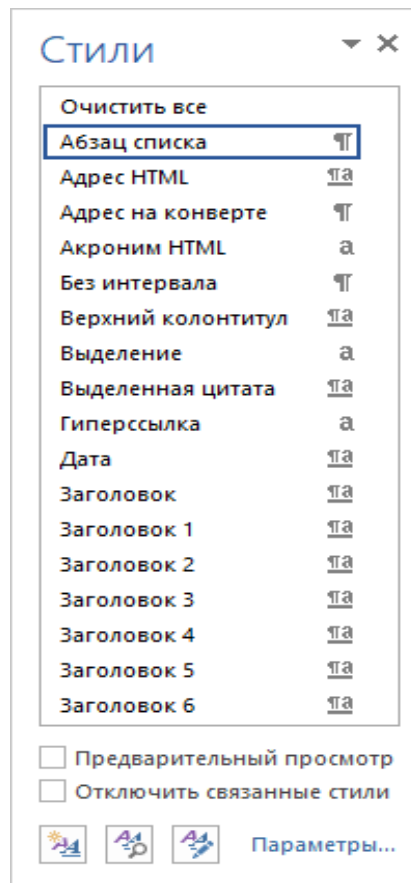 Стили
Очистить все
Абзац списка ¶
Адрес HTML ¶a
Адрес на конверте ¶
Акроним HTML a
Без интервала ¶
Верхний колонтитул ¶a
Выделение a
Выделенная цитата ¶a
Гиперссылка a
Дата ¶a
Заголовок ¶a
Заголовок 1 ¶a
Заголовок 2 ¶a
Заголовок 3 ¶a
Заголовок 4 ¶a
Заголовок 5 ¶a
Заголовок 6 ¶a
Предварительный просмотр
Отключить связанные стили
Параметры...